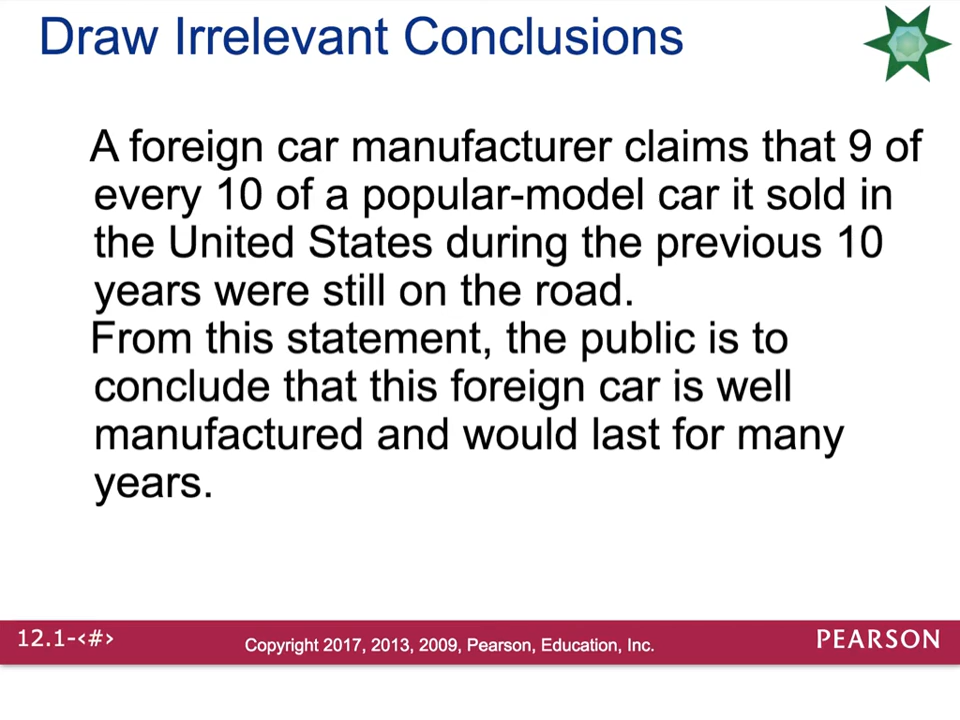 Draw Irrelevant Conclusions
A foreign car manufacturer claims that 9 of
every 10 of a popular-model car it sold in
the United States during the previous 10
years were still on the road.
From this statement, the public is to
conclude that this foreign car is well
manufactured and would last for many
years.
12.1-‹#›
Copyright 2017, 2013, 2009, Pearson, Education, Inc.
PEARSON